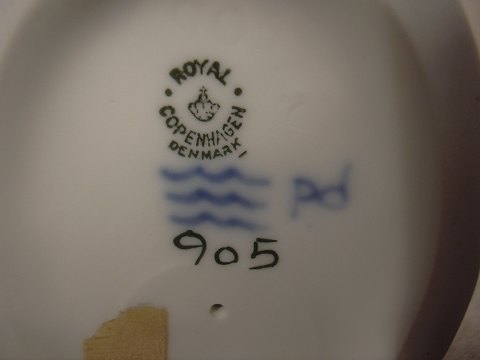 ROYAL
COPENHAGEN
DENMARK
905